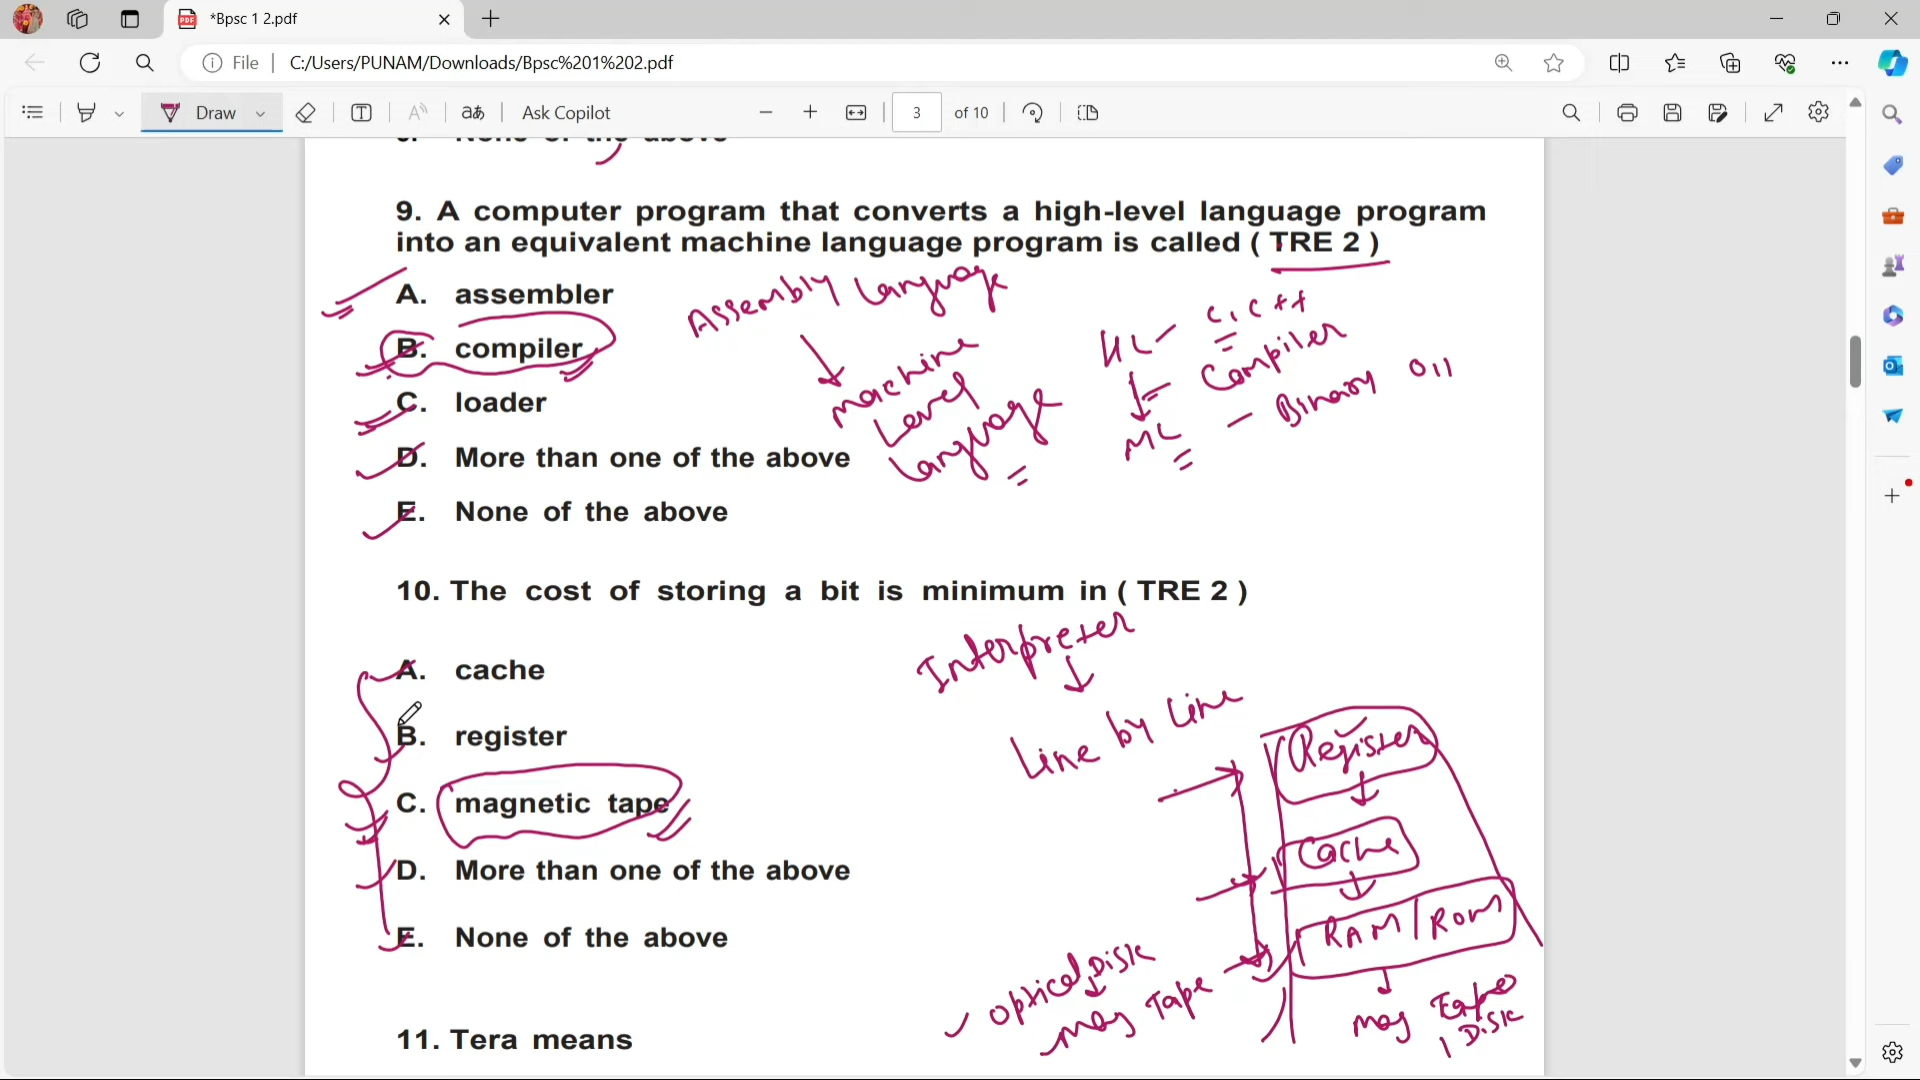 *Bpsc 1 2.pdf
File
C:/Users/PUNAM/Downloads/Bpsc%201%202.pdf
Draw
Ask Copilot
3 of 10
None of the above
9. A computer program that converts a high-level language program
into an equivalent machine language program is called ( TRE 2 )
A. assembler
B. compiler
C. loader
D. More than one of the above
E. None of the above
Assembly Language
Machine
Level
Language
HL - C, C++
Compiler
ML - Binary 011
10. The cost of storing a bit is minimum in ( TRE 2 )
A. cache
B. register
C. magnetic tape
D. More than one of the above
E. None of the above
Interpreter
Line by Line
Register
Cache
RAM/ROM
Optical Disk
Mag Tape
Mag
Disk
11. Tera means